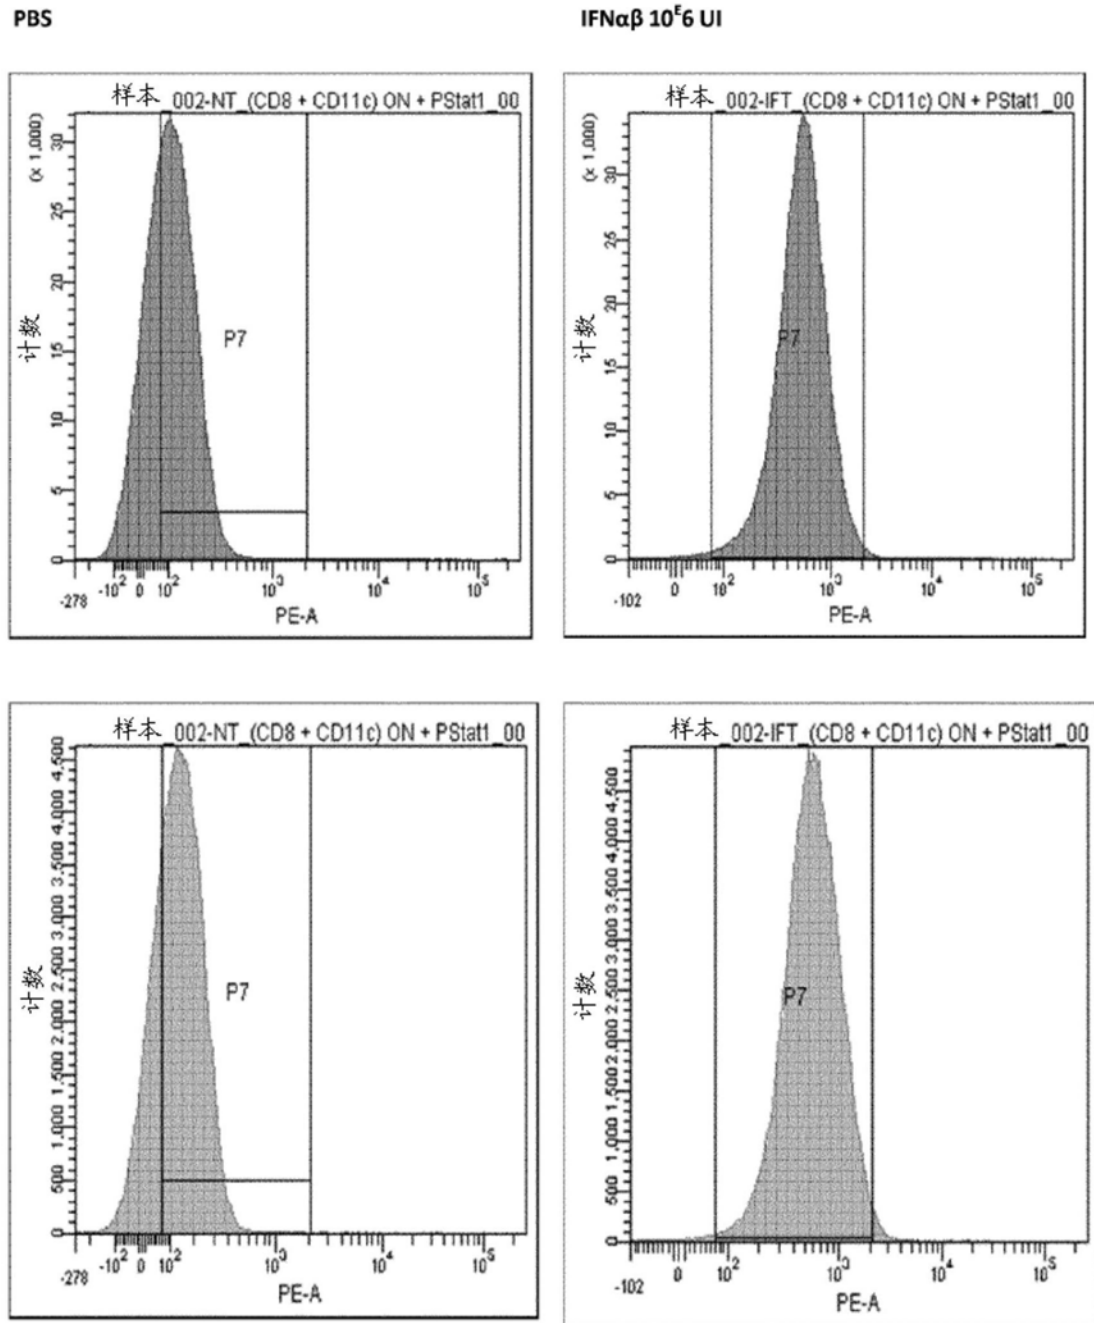 PBS
IFNαβ 10ᴱ6 UI
样本_002-NT_(CD8 + CD11c) ON + PStat1_00
(x 1,000)
30
25
20
15
10
5
0
计数
P7
-278
-10² 0 10² 10³ 10⁴ 10⁵
PE-A
样本_002-IFT_(CD8 + CD11c) ON + PStat1_00
(x 1,000)
30
25
20
15
10
5
0
计数
P7
-102
0 10² 10³ 10⁴ 10⁵
PE-A
样本_002-NT_(CD8 + CD11c) ON + PStat1_00
4,500
4,000
3,500
3,000
2,500
2,000
1,500
1,000
500
0
计数
P7
-278
-10² 0 10² 10³ 10⁴ 10⁵
PE-A
样本_002-IFT_(CD8 + CD11c) ON + PStat1_00
4,500
4,000
3,500
3,000
2,500
2,000
1,500
1,000
500
0
计数
P7
-102
0 10² 10³ 10⁴ 10⁵
PE-A